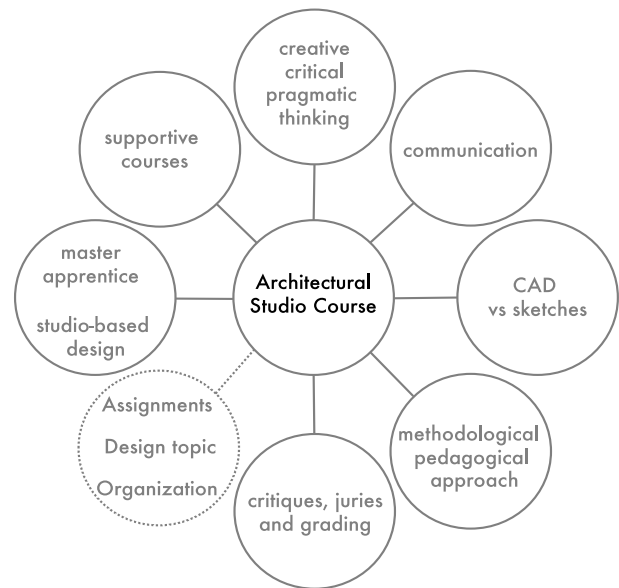 creative
critical
pragmatic
thinking
supportive
courses
communication
master
apprentice
studio-based
design
Architectural
Studio Course
CAD
vs sketches
Assignments
Design topic
Organization
methodological
pedagogical
approach
critiques, juries
and grading